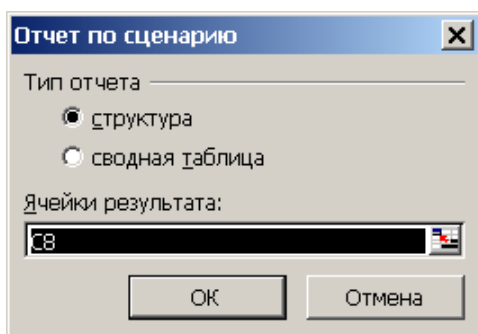 Отчет по сценарию
Тип отчета
структура
сводная таблица
Ячейки результата:
C8
ОК
Отмена